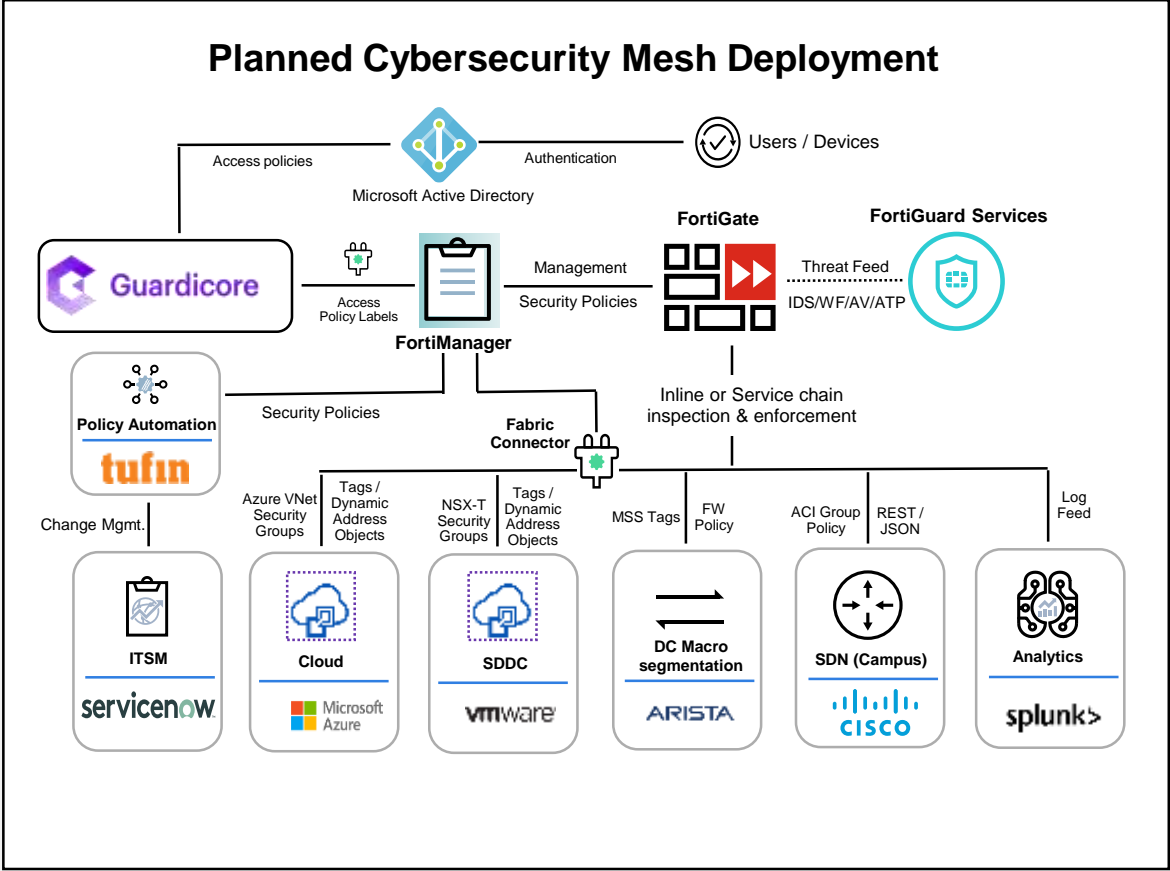 Planned Cybersecurity Mesh Deployment
Access policies
Authentication
Users / Devices
Microsoft Active Directory
FortiGate
FortiGuard Services
Guardicore
Access
Policy Labels
FortiManager
Management
Security Policies
Threat Feed
IDS/WF/AV/ATP
Policy Automation
tufin
Security Policies
Inline or Service chain
inspection & enforcement
Fabric
Connector
Change Mgmt.
Azure VNet
Security
Groups
Tags /
Dynamic
Address
Objects
NSX-T
Security
Groups
Tags /
Dynamic
Address
Objects
MSS Tags
FW
Policy
ACI Group
Policy
REST /
JSON
Log
Feed
ITSM
servicenow
Cloud
Microsoft
Azure
SDDC
vmware
DC Macro
segmentation
ARISTA
SDN (Campus)
CISCO
Analytics
splunk>